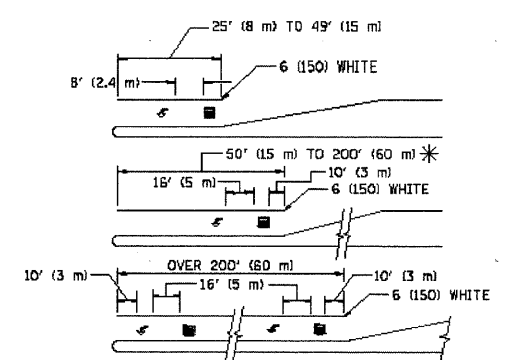 25' (8 m) TO 49' (15 m)
6 (150) WHITE
8' (2.4 m)
50' (15 m) TO 200' (60 m) *
16' (5 m)
10' (3 m)
6 (150) WHITE
OVER 200' (60 m)
10' (3 m)
16' (5 m)
10' (3 m)
6 (150) WHITE